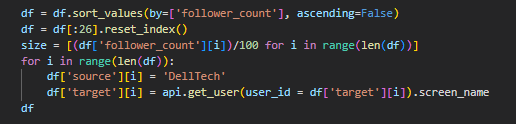 df = df.sort_values(by=['follower_count'], ascending=False)
df = df[:26].reset_index()
size = [(df['follower_count'][i])/100 for i in range(len(df))]
for i in range(len(df)):
    df['source'][i] = 'DellTech'
    df['target'][i] = api.get_user(user_id = df['target'][i]).screen_name
df